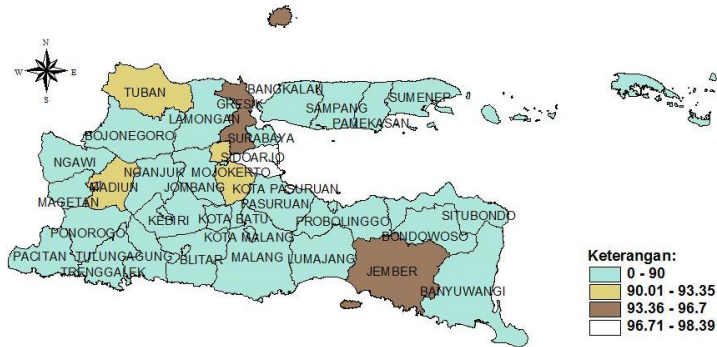 N
W E
S
TUBAN
BANGKALAN
GRESIK
LAMONGAN
SAMPANG
SUMENEP
PAMEKASAN
BOJONEGORO
SURABAYA
SIDOARJO
NGAWI
NGANJUK
MOJOKERTO
MADIUN
JOMBANG
KOTA PASURUAN
MAGETAN
PASURUAN
KEDIRI
KOTA BATU
PROBOLINGGO
SITUBONDO
PONOROGO
KOTA MALANG
BONDOWOSO
PACITAN
TULUNGAGUNG
BLITAR
MALANG
LUMAJANG
JEMBER
TRENGGALEK
BANYUWANGI
Keterangan:
0 - 90
90.01 - 93.35
93.36 - 96.7
96.71 - 98.39